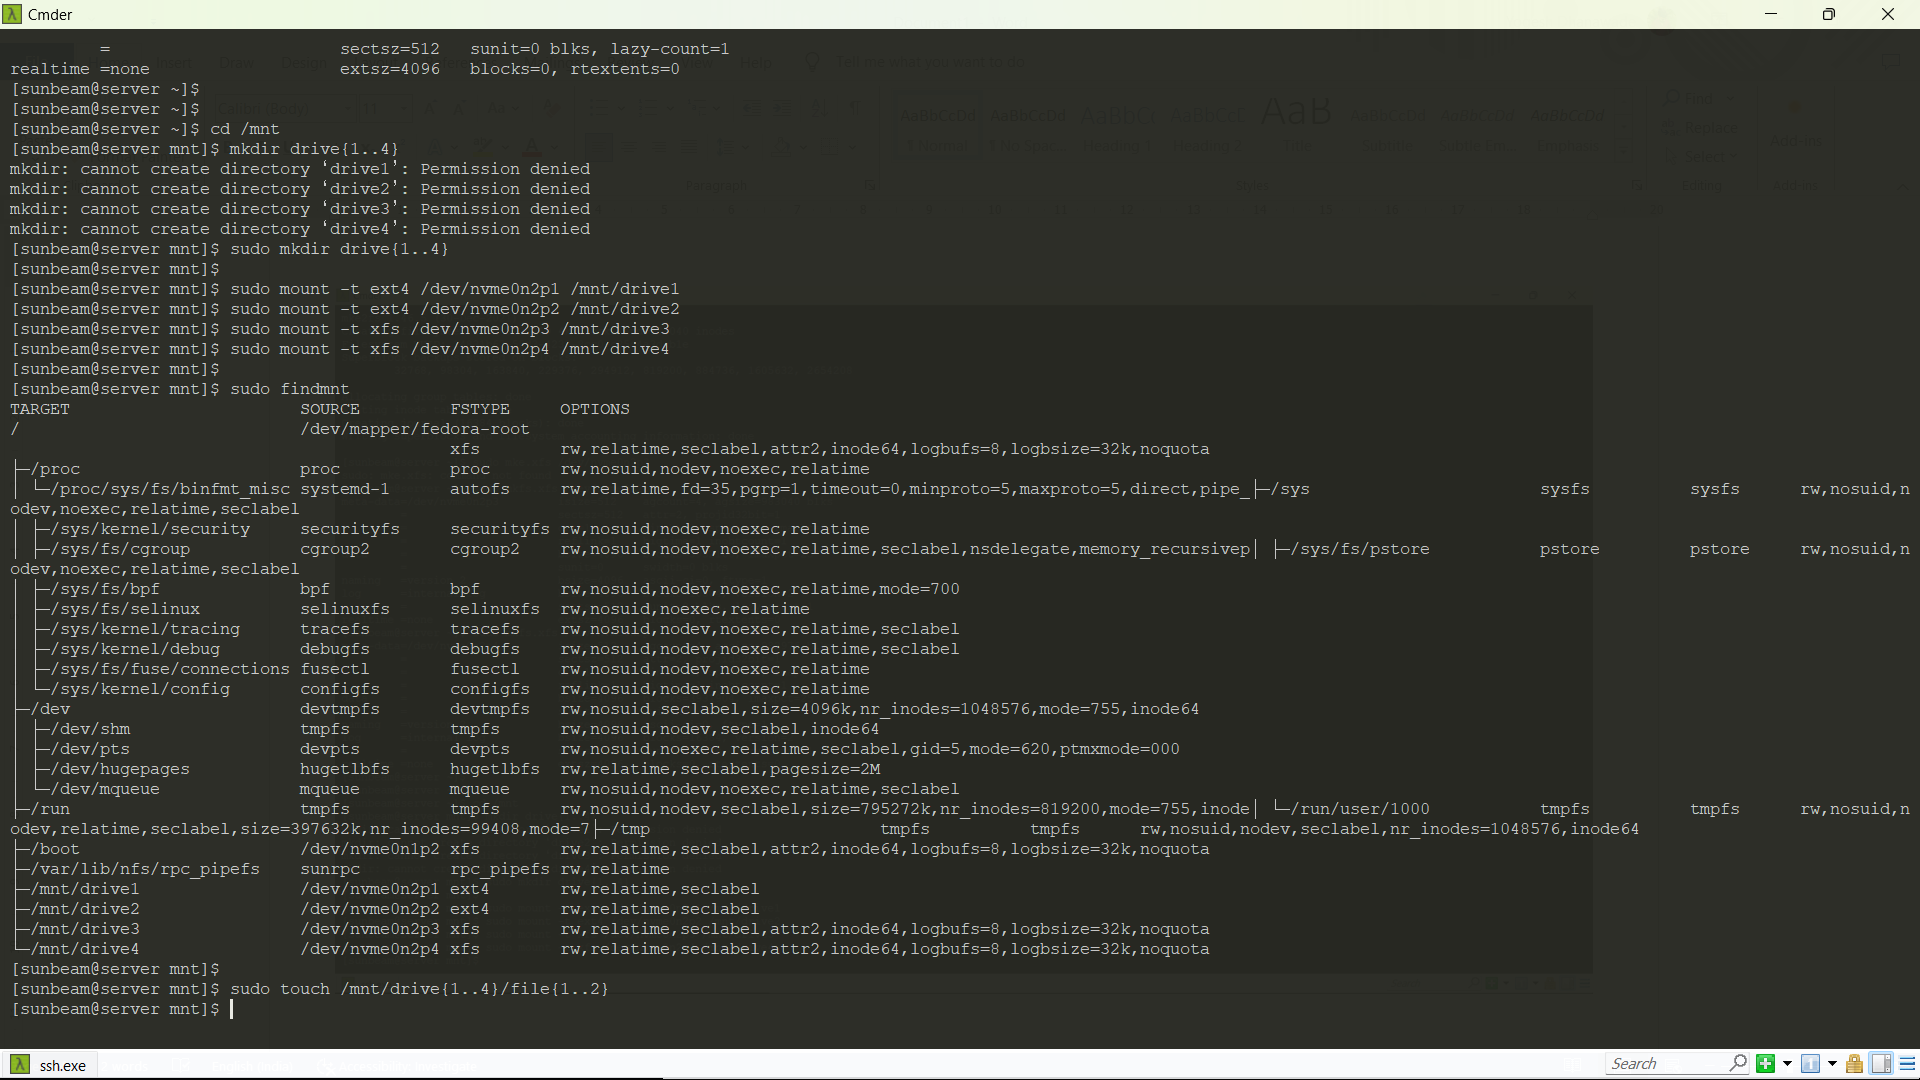 Cmder
= sectsz=512 sunit=0 blks, lazy-count=1
realtime =none extsz=4096 blocks=0, rtextents=0
[sunbeam@server ~]$
[sunbeam@server ~]$
[sunbeam@server ~]$ cd /mnt
[sunbeam@server mnt]$ mkdir drive{1..4}
mkdir: cannot create directory ‘drive1’: Permission denied
mkdir: cannot create directory ‘drive2’: Permission denied
mkdir: cannot create directory ‘drive3’: Permission denied
mkdir: cannot create directory ‘drive4’: Permission denied
[sunbeam@server mnt]$ sudo mkdir drive{1..4}
[sunbeam@server mnt]$
[sunbeam@server mnt]$ sudo mount -t ext4 /dev/nvme0n2p1 /mnt/drive1
[sunbeam@server mnt]$ sudo mount -t ext4 /dev/nvme0n2p2 /mnt/drive2
[sunbeam@server mnt]$ sudo mount -t xfs /dev/nvme0n2p3 /mnt/drive3
[sunbeam@server mnt]$ sudo mount -t xfs /dev/nvme0n2p4 /mnt/drive4
[sunbeam@server mnt]$
[sunbeam@server mnt]$ sudo findmnt
TARGET SOURCE FSTYPE OPTIONS
/ /dev/mapper/fedora-root
xfs rw,relatime,seclabel,attr2,inode64,logbufs=8,logbsize=32k,noquota
├─/proc proc proc rw,nosuid,nodev,noexec,relatime
│ └─/proc/sys/fs/binfmt_misc systemd-1 autofs rw,relatime,fd=35,pgrp=1,timeout=0,minproto=5,maxproto=5,direct,pipe_├─/sys sysfs sysfs rw,nosuid,n
odev,noexec,relatime,seclabel
│ ├─/sys/kernel/security securityfs securityfs rw,nosuid,nodev,noexec,relatime
│ ├─/sys/fs/cgroup cgroup2 cgroup2 rw,nosuid,nodev,noexec,relatime,seclabel,nsdelegate,memory_recursivep│ ├─/sys/fs/pstore pstore pstore rw,nosuid,n
odev,noexec,relatime,seclabel
│ ├─/sys/fs/bpf bpf bpf rw,nosuid,nodev,noexec,relatime,mode=700
│ ├─/sys/fs/selinux selinuxfs selinuxfs rw,nosuid,noexec,relatime
│ ├─/sys/kernel/tracing tracefs tracefs rw,nosuid,nodev,noexec,relatime,seclabel
│ ├─/sys/kernel/debug debugfs debugfs rw,nosuid,nodev,noexec,relatime,seclabel
│ ├─/sys/fs/fuse/connections fusectl fusectl rw,nosuid,nodev,noexec,relatime
│ └─/sys/kernel/config configfs configfs rw,nosuid,nodev,noexec,relatime
├─/dev devtmpfs devtmpfs rw,nosuid,seclabel,size=4096k,nr_inodes=1048576,mode=755,inode64
│ ├─/dev/shm tmpfs tmpfs rw,nosuid,nodev,seclabel,inode64
│ ├─/dev/pts devpts devpts rw,nosuid,noexec,relatime,seclabel,gid=5,mode=620,ptmxmode=000
│ ├─/dev/hugepages hugetlbfs hugetlbfs rw,relatime,seclabel,pagesize=2M
│ └─/dev/mqueue mqueue mqueue rw,nosuid,nodev,noexec,relatime,seclabel
├─/run tmpfs tmpfs rw,nosuid,nodev,seclabel,size=795272k,nr_inodes=819200,mode=755,inode│ └─/run/user/1000 tmpfs tmpfs rw,nosuid,n
odev,relatime,seclabel,size=397632k,nr_inodes=99408,mode=7├─/tmp tmpfs tmpfs rw,nosuid,nodev,seclabel,nr_inodes=1048576,inode64
├─/boot /dev/nvme0n1p2 xfs rw,relatime,seclabel,attr2,inode64,logbufs=8,logbsize=32k,noquota
├─/var/lib/nfs/rpc_pipefs sunrpc rpc_pipefs rw,relatime
├─/mnt/drive1 /dev/nvme0n2p1 ext4 rw,relatime,seclabel
├─/mnt/drive2 /dev/nvme0n2p2 ext4 rw,relatime,seclabel
├─/mnt/drive3 /dev/nvme0n2p3 xfs rw,relatime,seclabel,attr2,inode64,logbufs=8,logbsize=32k,noquota
└─/mnt/drive4 /dev/nvme0n2p4 xfs rw,relatime,seclabel,attr2,inode64,logbufs=8,logbsize=32k,noquota
[sunbeam@server mnt]$
[sunbeam@server mnt]$ sudo touch /mnt/drive{1..4}/file{1..2}
[sunbeam@server mnt]$
ssh.exe Search